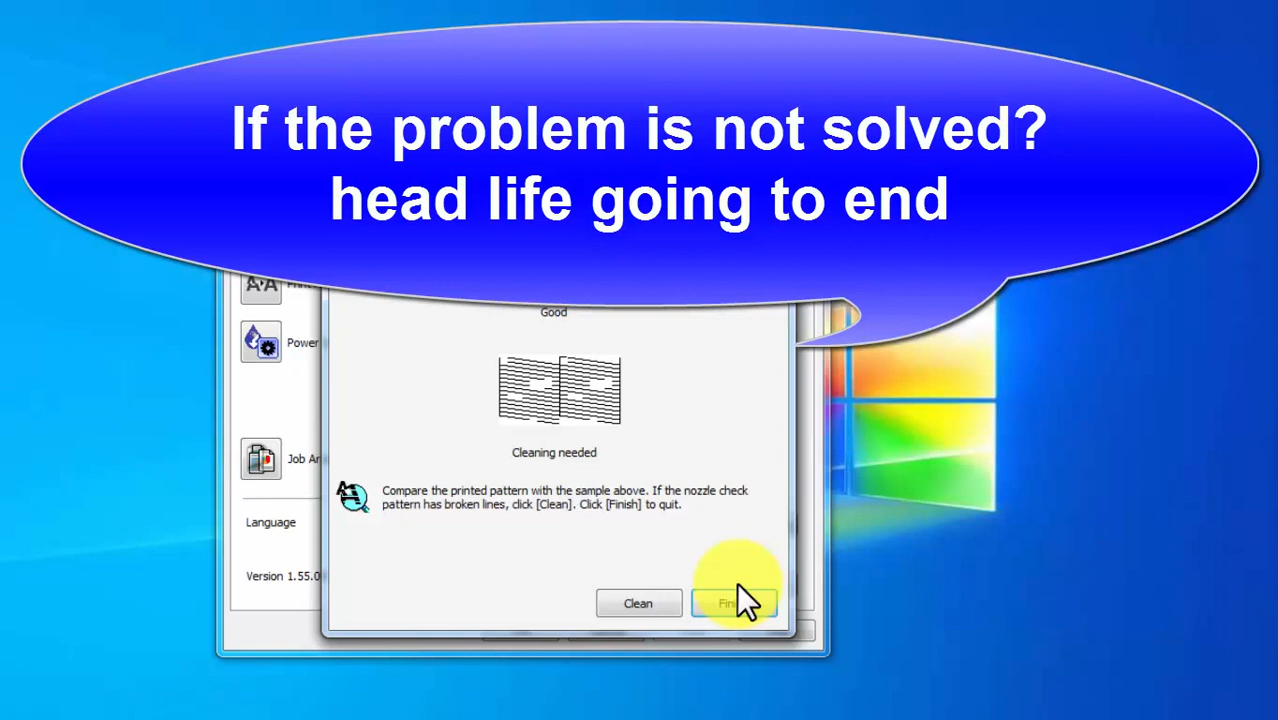 If the problem is not solved?
head life going to end
Good
Power
Cleaning needed
Job
Compare the printed pattern with the sample above. If the nozzle check
pattern has broken lines, click [Clean]. Click [Finish] to quit.
Language
Version 1.55.0
Clean